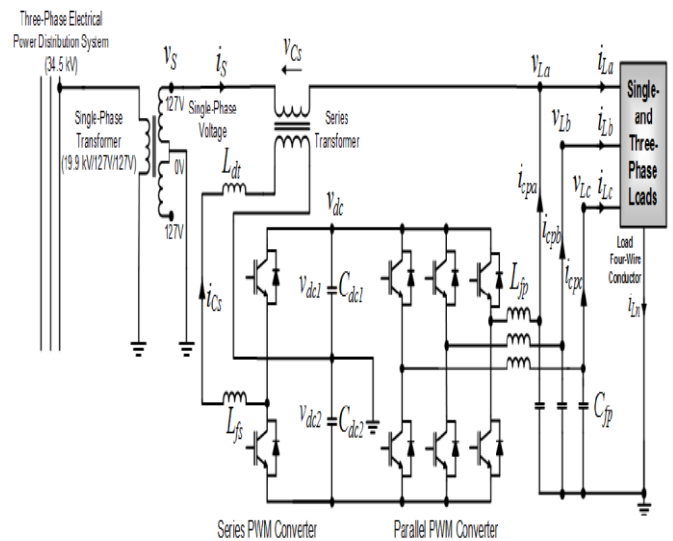 Three-Phase Electrical
Power Distribution System
(34.5 kV)
Single-Phase
Transformer
(19.9 kV/127V/127V)
vS
127V
0V
127V
iS
Single-Phase
Voltage
vCs
Series
Transformer
Ldt
iCs
Lfs
vdc
vdc1
Cdc1
vdc2
Cdc2
Series PWM Converter
Parallel PWM Converter
Lfp
Cfp
icpa
icpb
icpc
vLa
vLb
vLc
iLa
iLb
iLc
Single-
and
Three-
Phase
Loads
Load
Four-Wire
Conductor
iLn